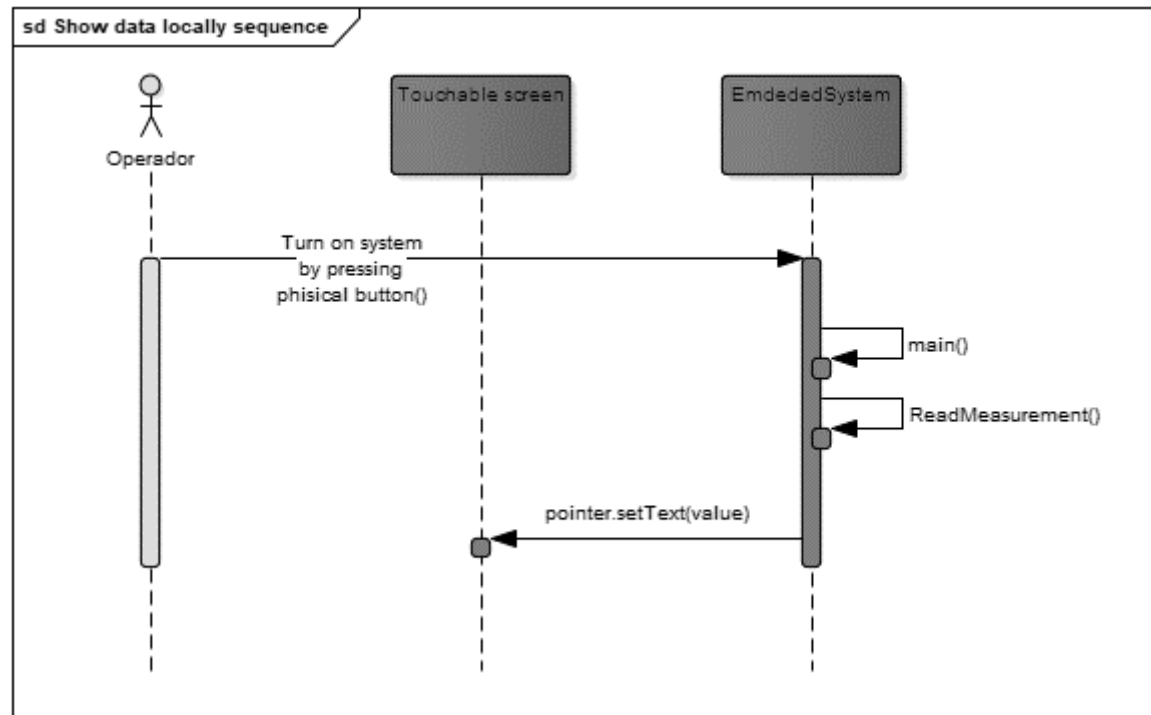 sd Show data locally sequence
Operador
Touchable screen
EmdededSystem
Turn on system
by pressing
phisical button()
main()
ReadMeasurement()
pointer.setText(value)